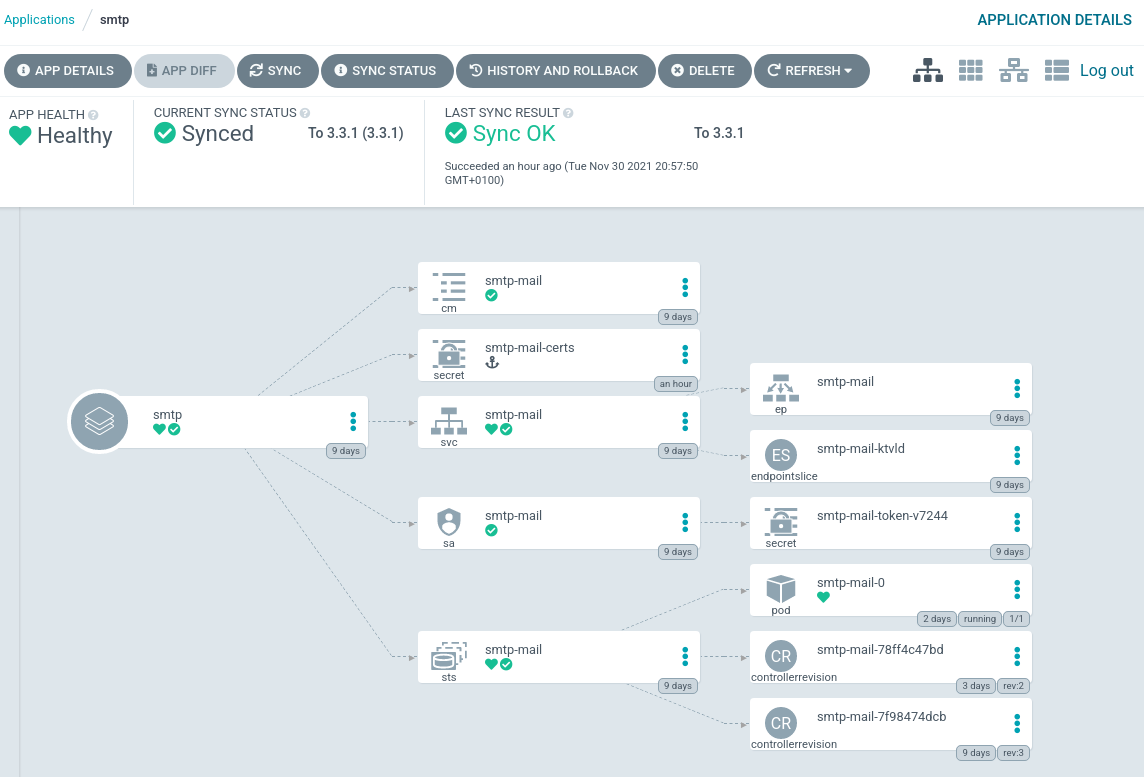 Applications / smtp
APPLICATION DETAILS
APP DETAILS
APP DIFF
SYNC
SYNC STATUS
HISTORY AND ROLLBACK
DELETE
REFRESH
Log out
APP HEALTH
Healthy
CURRENT SYNC STATUS
Synced
To 3.3.1 (3.3.1)
LAST SYNC RESULT
Sync OK
To 3.3.1
Succeeded an hour ago (Tue Nov 30 2021 20:57:50
GMT+0100)
smtp
9 days
smtp-mail
cm
9 days
smtp-mail-certs
secret
an hour
smtp-mail
svc
9 days
smtp-mail
sa
9 days
smtp-mail
sts
9 days
smtp-mail
ep
9 days
ES
smtp-mail-ktvld
endpointslice
9 days
smtp-mail-token-v7244
secret
9 days
smtp-mail-0
pod
2 days
running
1/1
CR
smtp-mail-78ff4c47bd
controllerrevision
3 days
rev:2
CR
smtp-mail-7f98474dcb
controllerrevision
9 days
rev:3